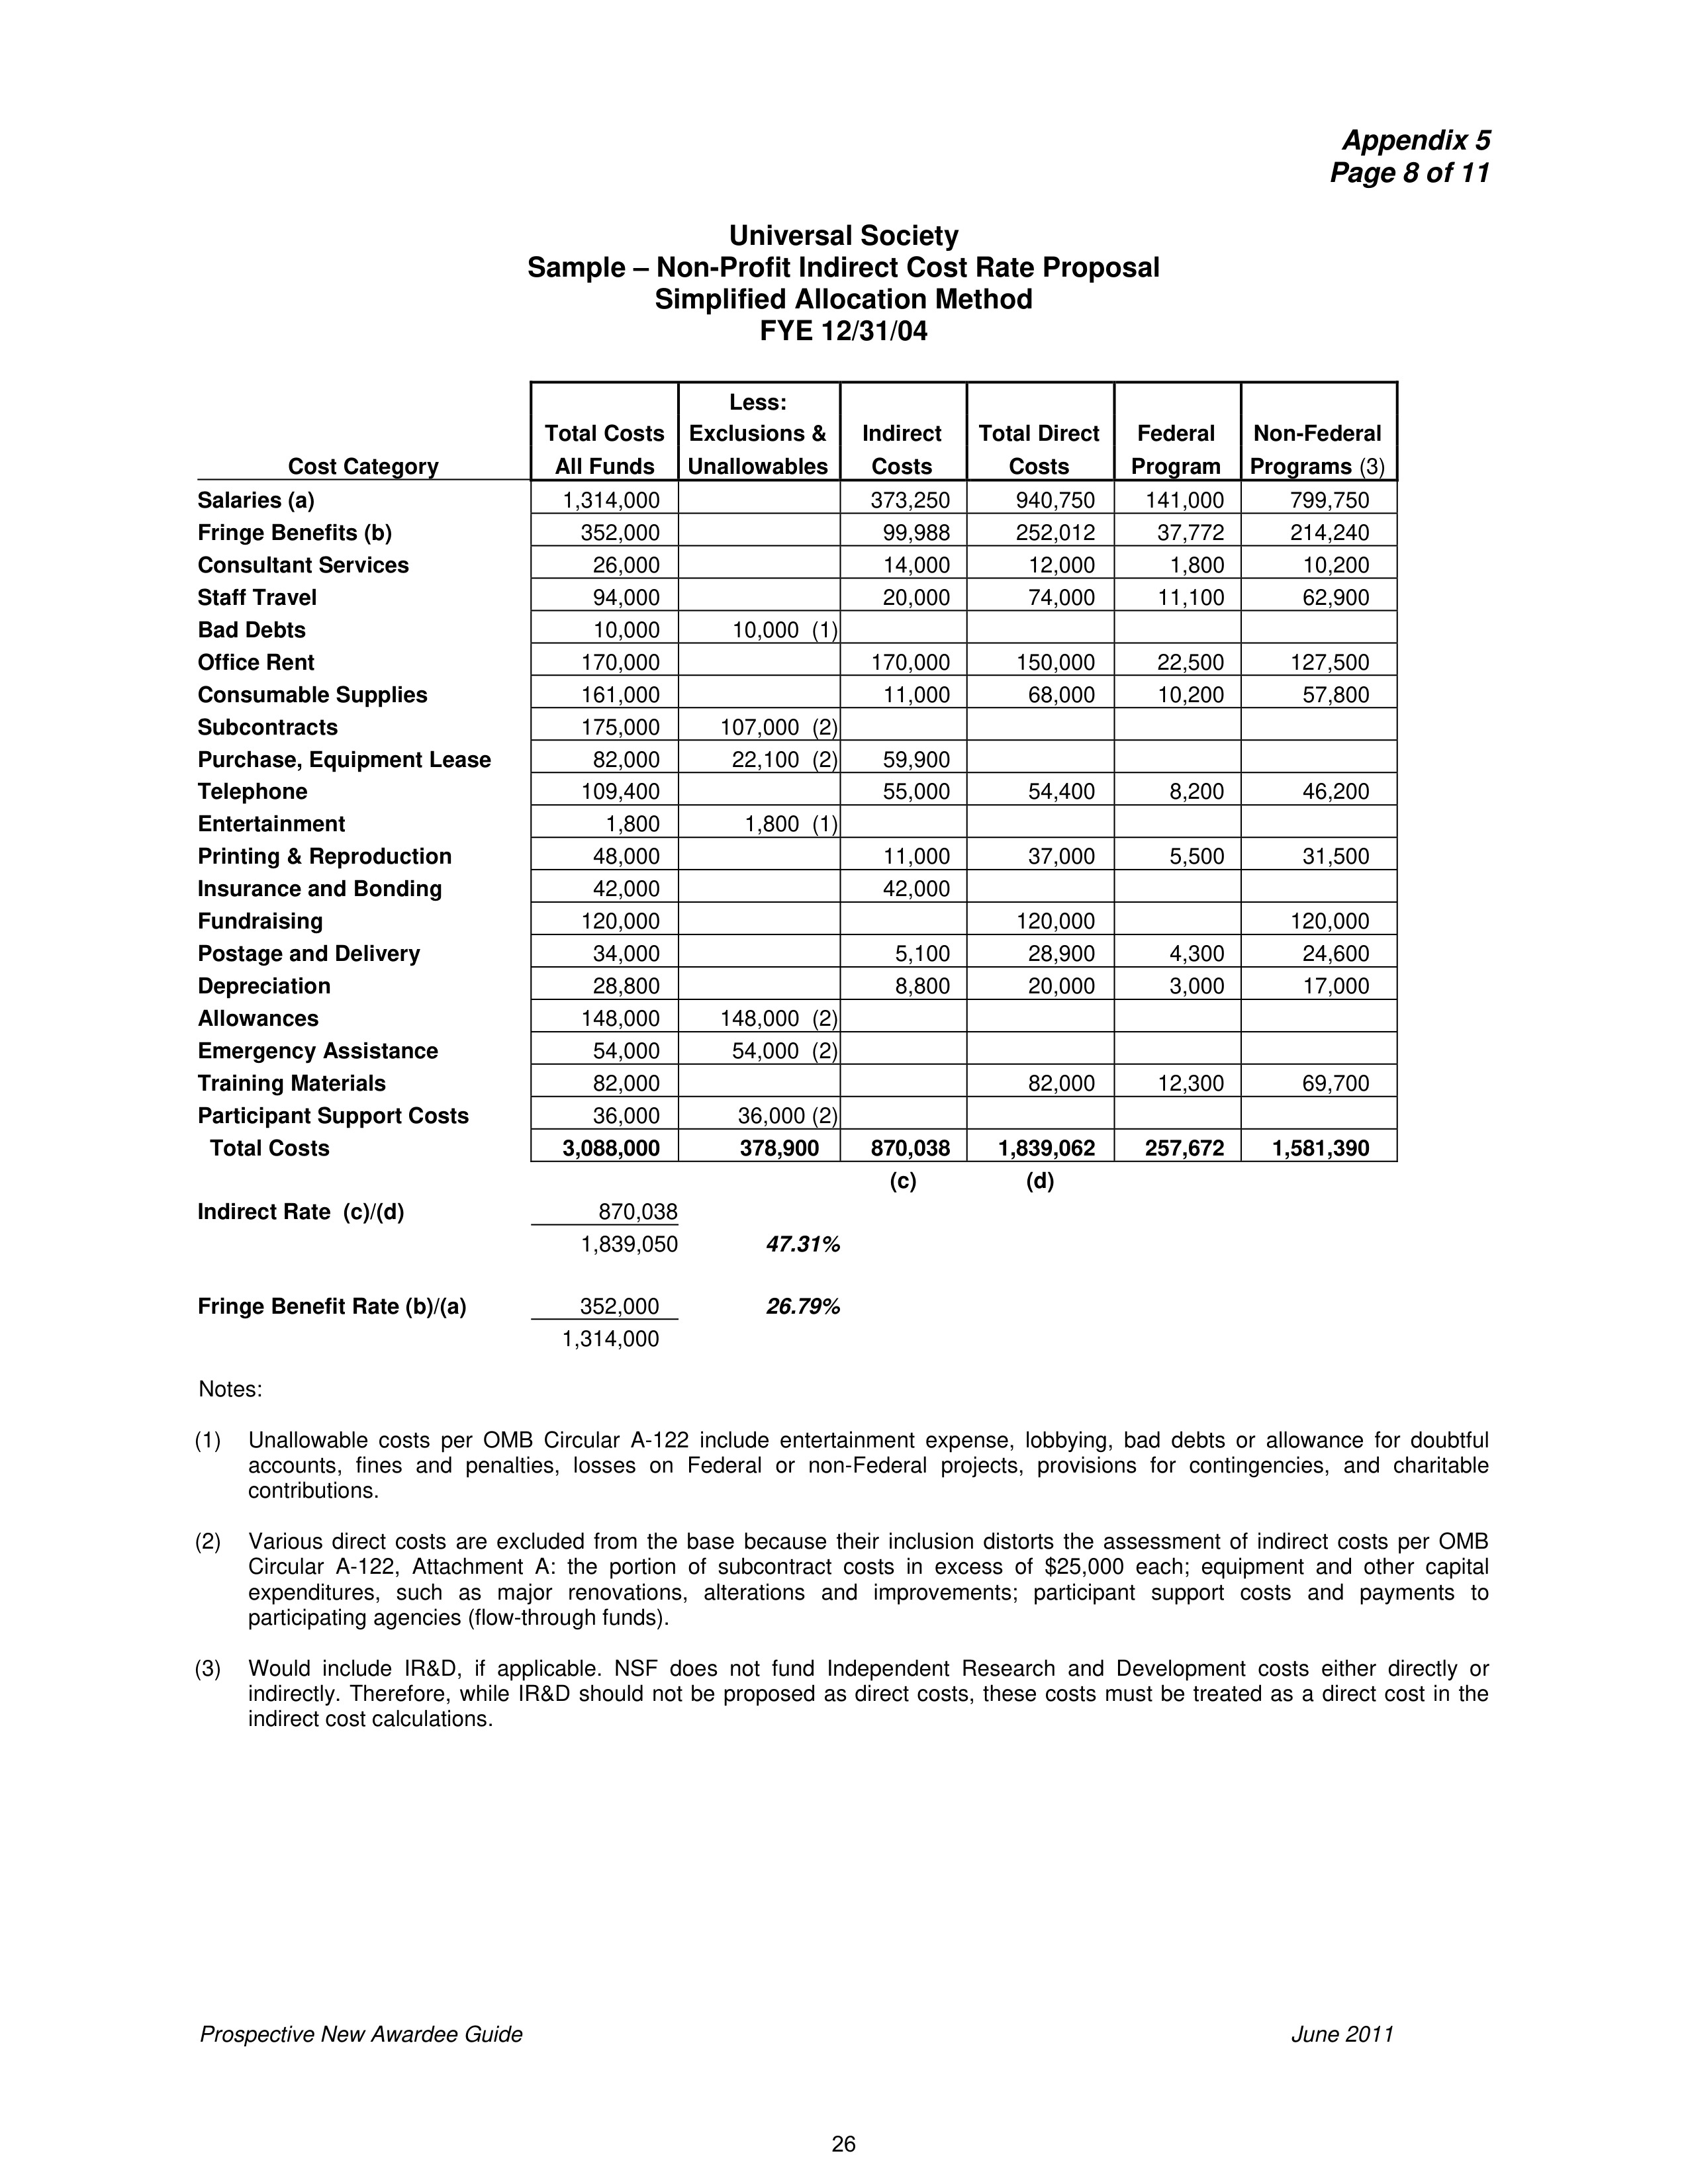 Appendix 5
Page 8 of 11
Universal Society
Sample – Non-Profit Indirect Cost Rate Proposal
Simplified Allocation Method
FYE 12/31/04
Less:
Total Costs Exclusions & Indirect Total Direct Federal Non-Federal
Cost Category All Funds Unallowables Costs Costs Program Programs (3)
Salaries (a) 1,314,000 373,250 940,750 141,000 799,750
Fringe Benefits (b) 352,000 99,988 252,012 37,772 214,240
Consultant Services 26,000 14,000 12,000 1,800 10,200
Staff Travel 94,000 20,000 74,000 11,100 62,900
Bad Debts 10,000 10,000 (1)
Office Rent 170,000 170,000 150,000 22,500 127,500
Consumable Supplies 161,000 11,000 68,000 10,200 57,800
Subcontracts 175,000 107,000 (2)
Purchase, Equipment Lease 82,000 22,100 (2) 59,900
Telephone 109,400 55,000 54,400 8,200 46,200
Entertainment 1,800 1,800 (1)
Printing & Reproduction 48,000 11,000 37,000 5,500 31,500
Insurance and Bonding 42,000 42,000
Fundraising 120,000 120,000 120,000
Postage and Delivery 34,000 5,100 28,900 4,300 24,600
Depreciation 28,800 8,800 20,000 3,000 17,000
Allowances 148,000 148,000 (2)
Emergency Assistance 54,000 54,000 (2)
Training Materials 82,000 82,000 12,300 69,700
Participant Support Costs 36,000 36,000 (2)
Total Costs 3,088,000 378,900 870,038 1,839,062 257,672 1,581,390
(c) (d)
Indirect Rate (c)/(d) 870,038
1,839,050 47.31%
Fringe Benefit Rate (b)/(a) 352,000 26.79%
1,314,000
Notes:
(1) Unallowable costs per OMB Circular A-122 include entertainment expense, lobbying, bad debts or allowance for doubtful
accounts, fines and penalties, losses on Federal or non-Federal projects, provisions for contingencies, and charitable
contributions.
(2) Various direct costs are excluded from the base because their inclusion distorts the assessment of indirect costs per OMB
Circular A-122, Attachment A: the portion of subcontract costs in excess of $25,000 each; equipment and other capital
expenditures, such as major renovations, alterations and improvements; participant support costs and payments to
participating agencies (flow-through funds).
(3) Would include IR&D, if applicable. NSF does not fund Independent Research and Development costs either directly or
indirectly. Therefore, while IR&D should not be proposed as direct costs, these costs must be treated as a direct cost in the
indirect cost calculations.
Prospective New Awardee Guide June 2011
26